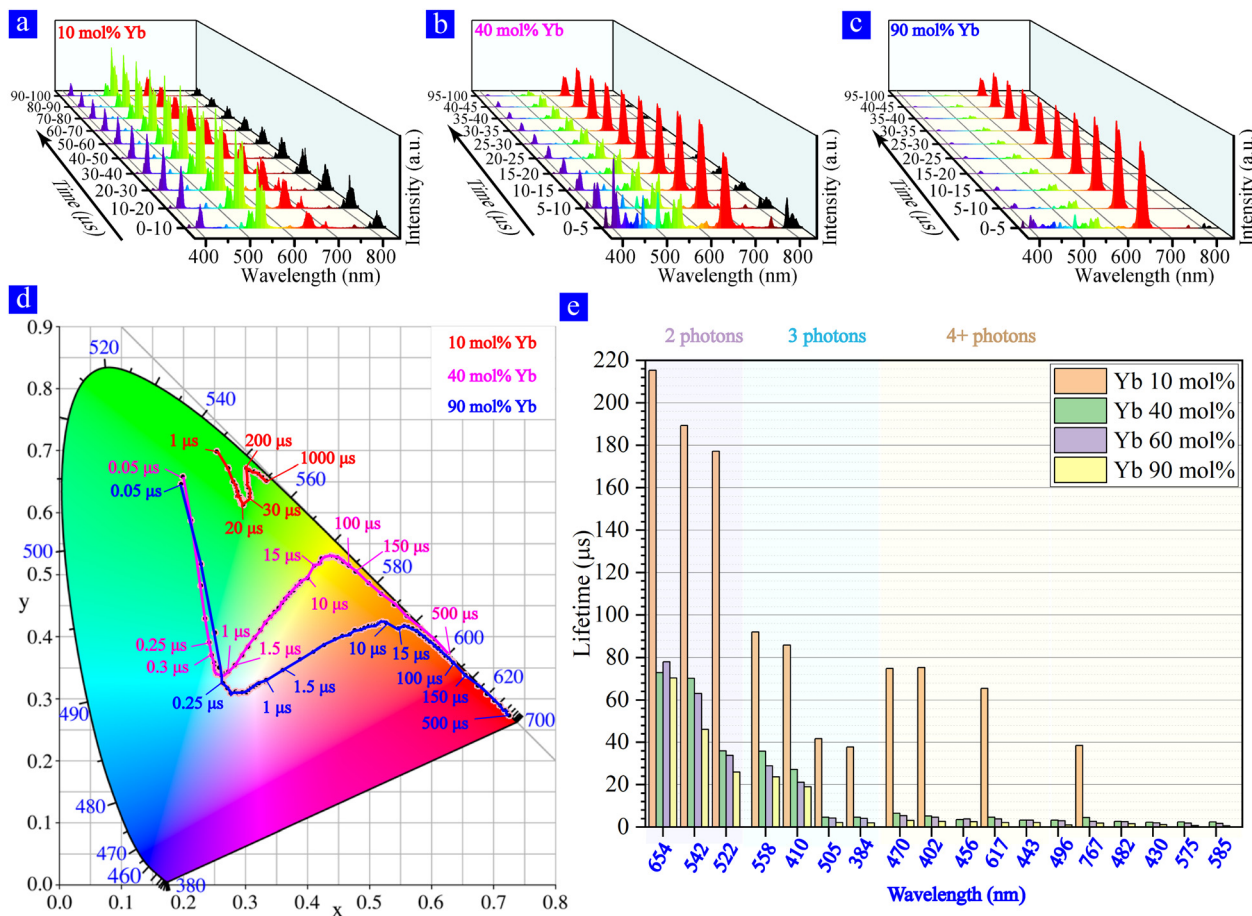 a
10 mol% Yb
90-100
80-90
70-80
60-70
50-60
40-50
30-40
20-30
10-20
0-10
Time (μs)
400 500 600 700 800
Wavelength (nm)
Intensity (a.u.)
b
40 mol% Yb
95-100
40-45
35-40
30-35
25-30
20-25
15-20
10-15
5-10
0-5
Time (μs)
400 500 600 700 800
Wavelength (nm)
Intensity (a.u.)
c
90 mol% Yb
95-100
40-45
35-40
30-35
25-30
20-25
15-20
10-15
5-10
0-5
Time (μs)
400 500 600 700 800
Wavelength (nm)
Intensity (a.u.)
d
0.9
0.8
0.7
0.6
0.5
0.4
0.3
0.2
0.1
0.0
y
0.0 0.1 0.2 0.3 0.4 0.5 0.6 0.7 0.8
x
10 mol% Yb
40 mol% Yb
90 mol% Yb
520
540
560
580
600
620
700
500
490
480
470
460
380
1 μs
200 μs
1000 μs
20 μs
30 μs
0.05 μs
0.05 μs
100 μs
150 μs
15 μs
10 μs
500 μs
0.25 μs
1 μs
0.3 μs
1.5 μs
10 μs
15 μs
0.25 μs
1 μs
1.5 μs
100 μs
150 μs
500 μs
e
2 photons 3 photons 4+ photons
220
200
180
160
140
120
100
80
60
40
20
0
Lifetime (μs)
Yb 10 mol%
Yb 40 mol%
Yb 60 mol%
Yb 90 mol%
654 542 522 558 410 505 384 470 402 456 617 443 496 767 482 430 575 585
Wavelength (nm)